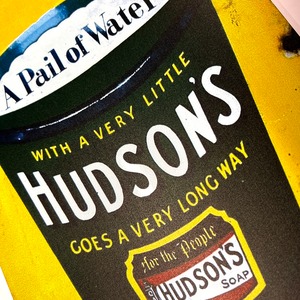 A Pail of Water
WITH A VERY LITTLE
HUDSON'S
GOES A VERY LONG WAY
for the People
HUDSON'S
SOAP